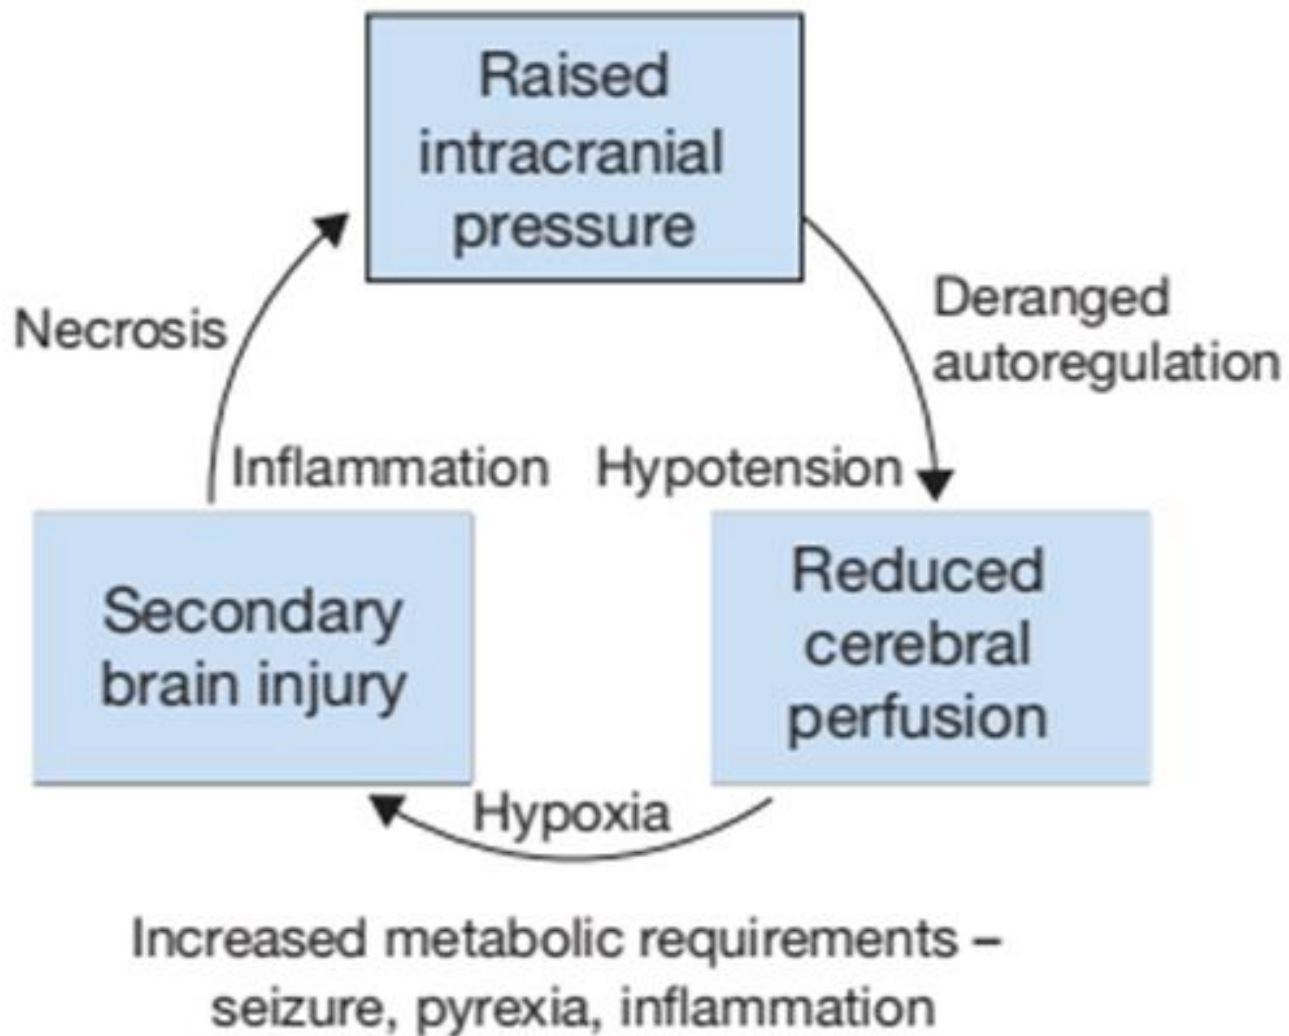 Raised
intracranial
pressure
Deranged
autoregulation
Necrosis
Inflammation
Hypotension
Reduced
cerebral
perfusion
Secondary
brain injury
Hypoxia
Increased metabolic requirements –
seizure, pyrexia, inflammation